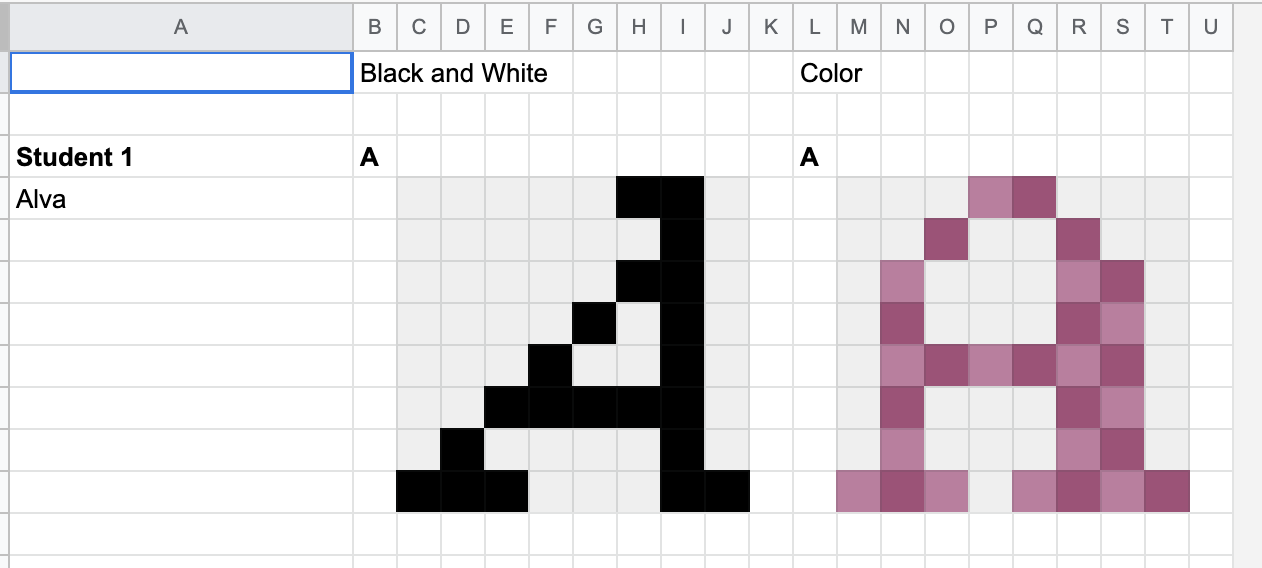 A B C D E F G H I J K L M N O P Q R S T U
Black and White Color
Student 1 A A
Alva